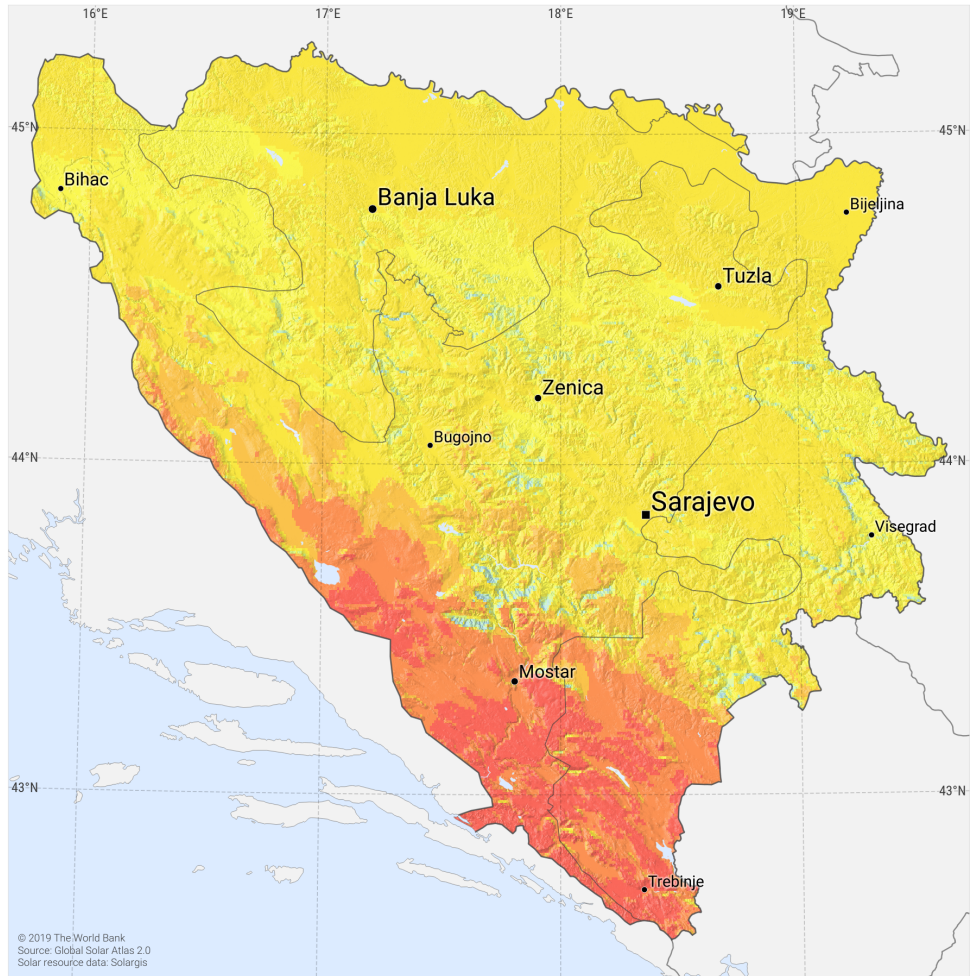 16°E 17°E 18°E 19°E
45°N 45°N
Bihac
Banja Luka
Bijeljina
Tuzla
Zenica
Bugojno
44°N 44°N
Sarajevo
Visegrad
Mostar
43°N 43°N
Trebinje
© 2019 The World Bank
Source: Global Solar Atlas 2.0
Solar resource data: Solargis